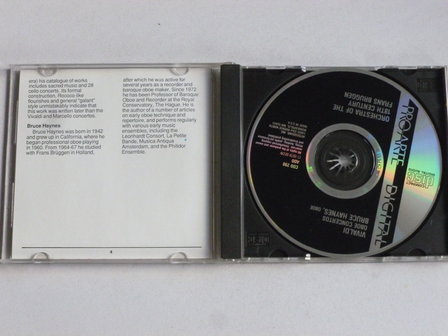 era) his catalogue of works
includes sacred music and 28
cello concerts. Its formal
construction, Rococo like
flourishes and general "galant"
style unmistakably indicate that
this work was written later than the
Vivaldi and Marcello concertos.
Bruce Haynes
Bruce Haynes was born in 1942
and grew up in California, where he
began professional oboe playing
in 1960. From 1964-67 he studied
with Frans Brüggen in Holland,
after which he was active for
several years as a recorder and
baroque oboe maker. Since 1972
he has been Professor of Baroque
Oboe and Recorder at the Royal
Conservatory, The Hague. He is
the author of a number of articles
on early oboe technique and
repertoire, and performs regularly
with various early music
ensembles, including the
Leonhardt Consort, La Petite
Bande, Musica Antiqua
Amsterdam, and the Philidor
Ensemble.
PRO ARTE DIGITAL
ORCHESTRA OF THE
18TH CENTURY
FRANS BRÜGGEN
VIVALDI
OBOE CONCERTOS
BRUCE HAYNES, OBOE